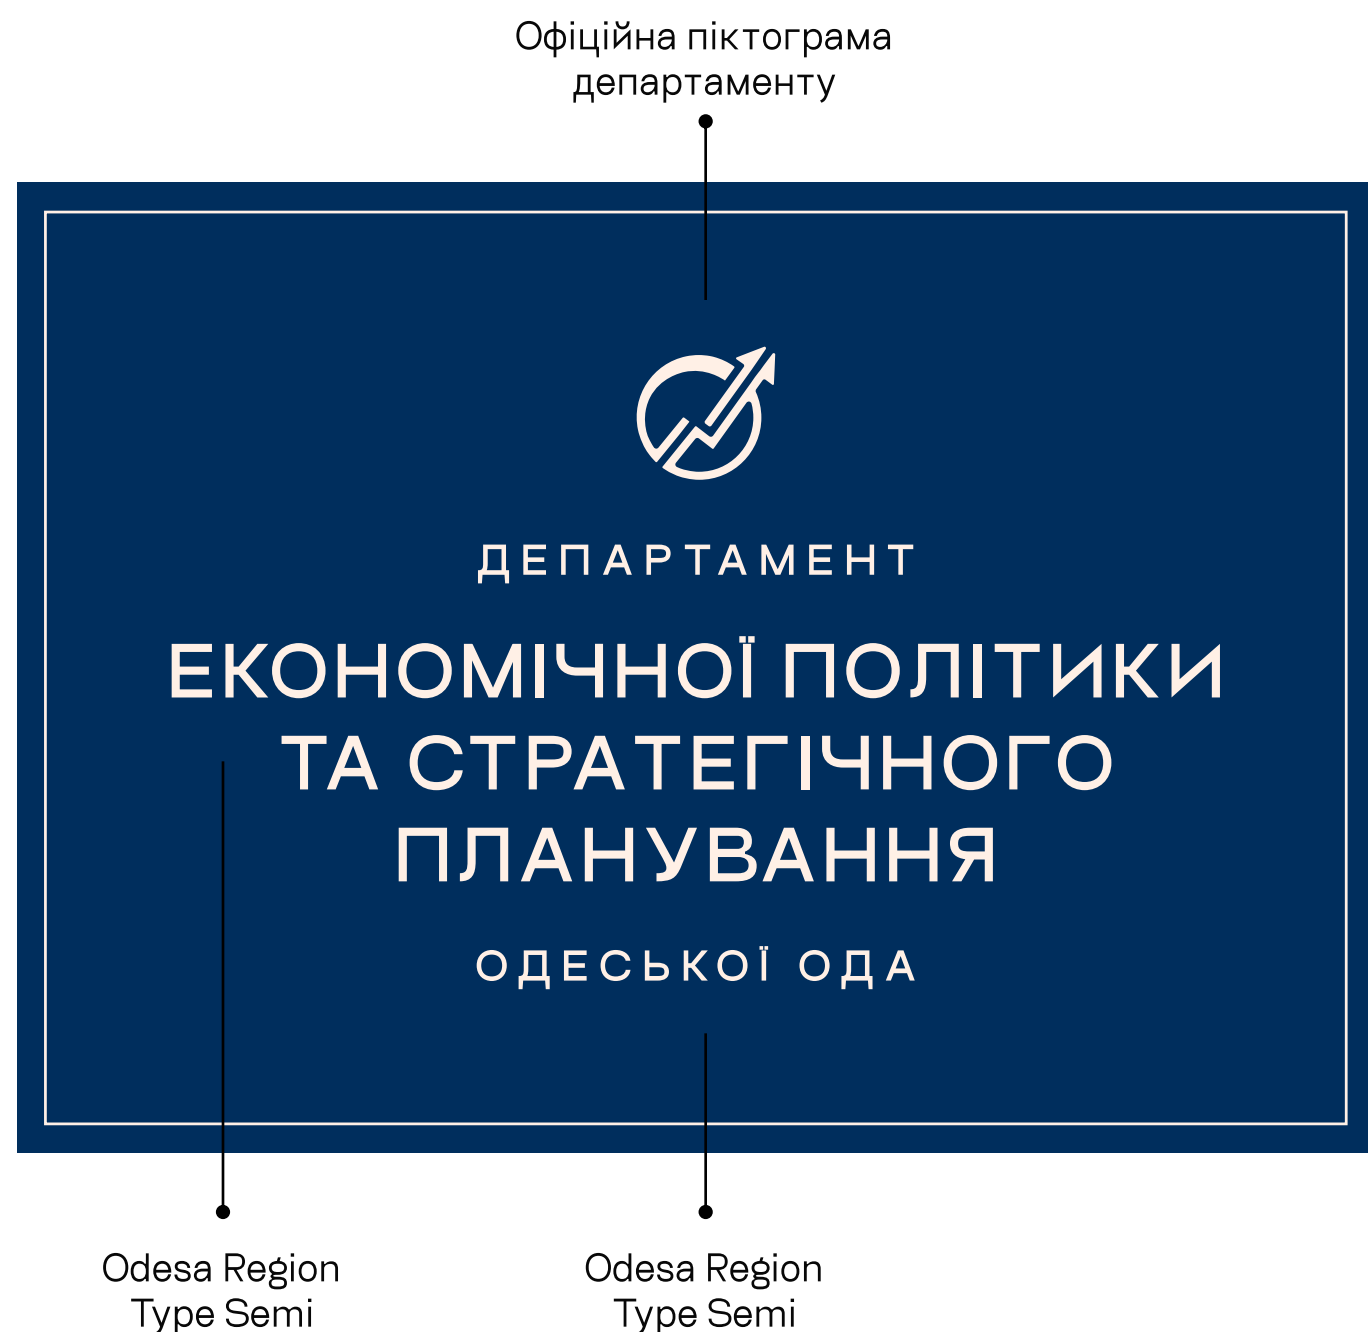 Офіційна піктограма
департаменту
ДЕПАРТАМЕНТ
ЕКОНОМІЧНОЇ ПОЛІТИКИ
ТА СТРАТЕГІЧНОГО
ПЛАНУВАННЯ
ОДЕСЬКОЇ ОДА
Odesa Region
Type Semi
Odesa Region
Type Semi